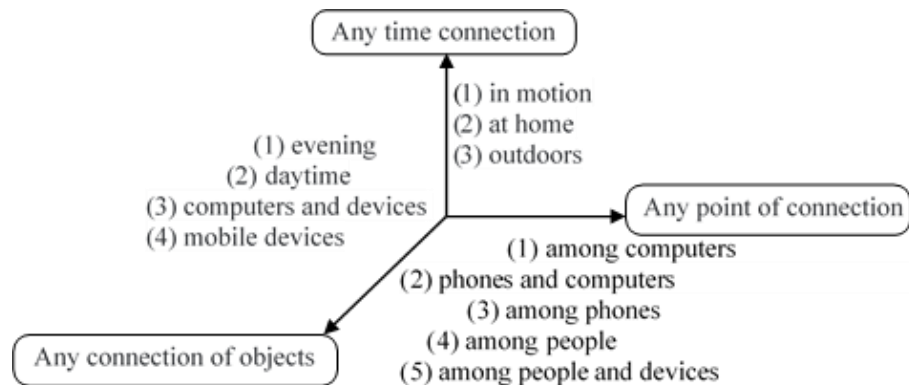 Any time connection
(1) in motion
(2) at home
(3) outdoors
(1) evening
(2) daytime
(3) computers and devices
(4) mobile devices
Any point of connection
(1) among computers
(2) phones and computers
(3) among phones
(4) among people
(5) among people and devices
Any connection of objects